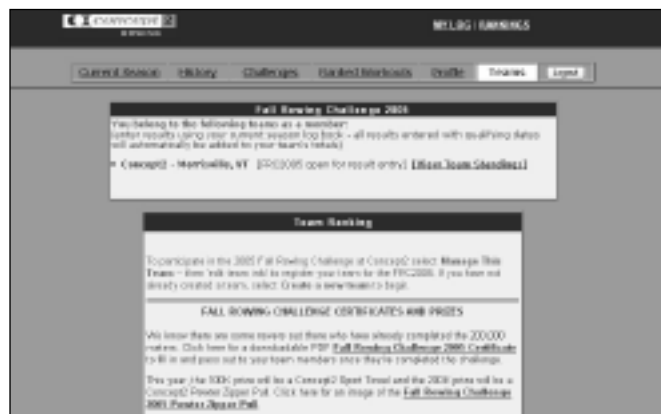 concept 2
MY LOG | RANKINGS
Current Season History Challenges Ranked Workouts Profile Teams Logout
Fall Rowing Challenge 2005
You belong to the following teams as a member:
(enter results using your current season log book - all results entered with qualifying dates
will automatically be added to your team's totals)
Concept2 - Morrisville, VT [FRC2005 open for result entry] [View Team Standings]
Team Ranking
To participate in the 2005 Fall Rowing Challenge at Concept2 select Manage This
Team - then 'edit team info' to register your team for the FRC2005. If you have not
already created a team, select Create a new team to begin.
FALL ROWING CHALLENGE CERTIFICATES AND PRIZES
We know there are some rowers out there who have already completed the 200,000
meters. Click here for a downloadable PDF Fall Rowing Challenge 2005 Certificate
to fill in and pass out to your team members once they've completed the challenge.
This year, the 100K prize will be a Concept2 Sport Towel and the 200K prize will be a
Concept2 Pewter Zipper Pull. Click here for an image of the Fall Rowing Challenge
2005 Pewter Zipper Pull.